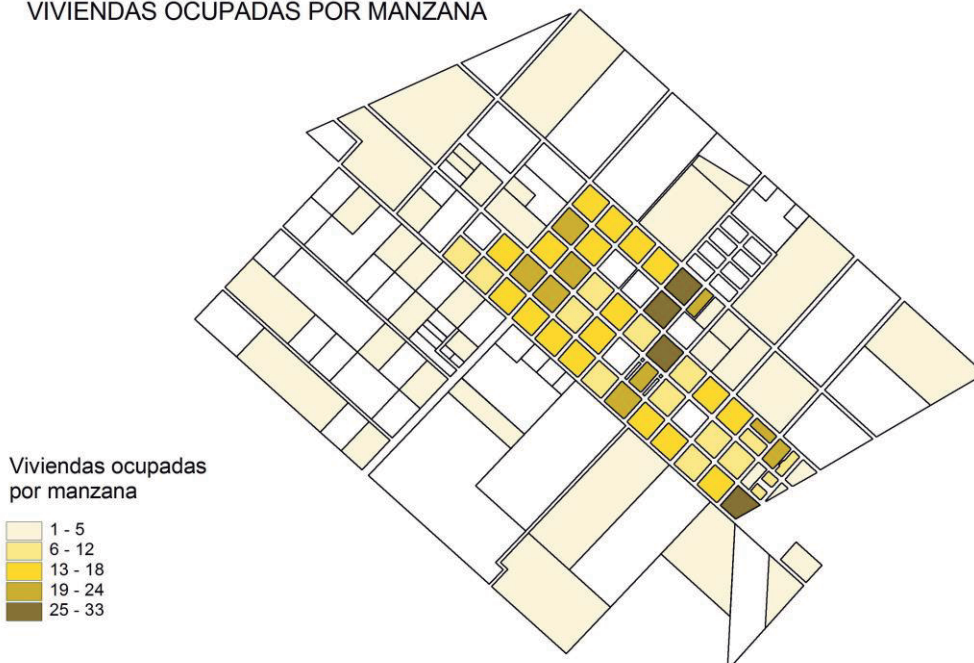 VIVIENDAS OCUPADAS POR MANZANA
Viviendas ocupadas
por manzana
1 - 5
6 - 12
13 - 18
19 - 24
25 - 33